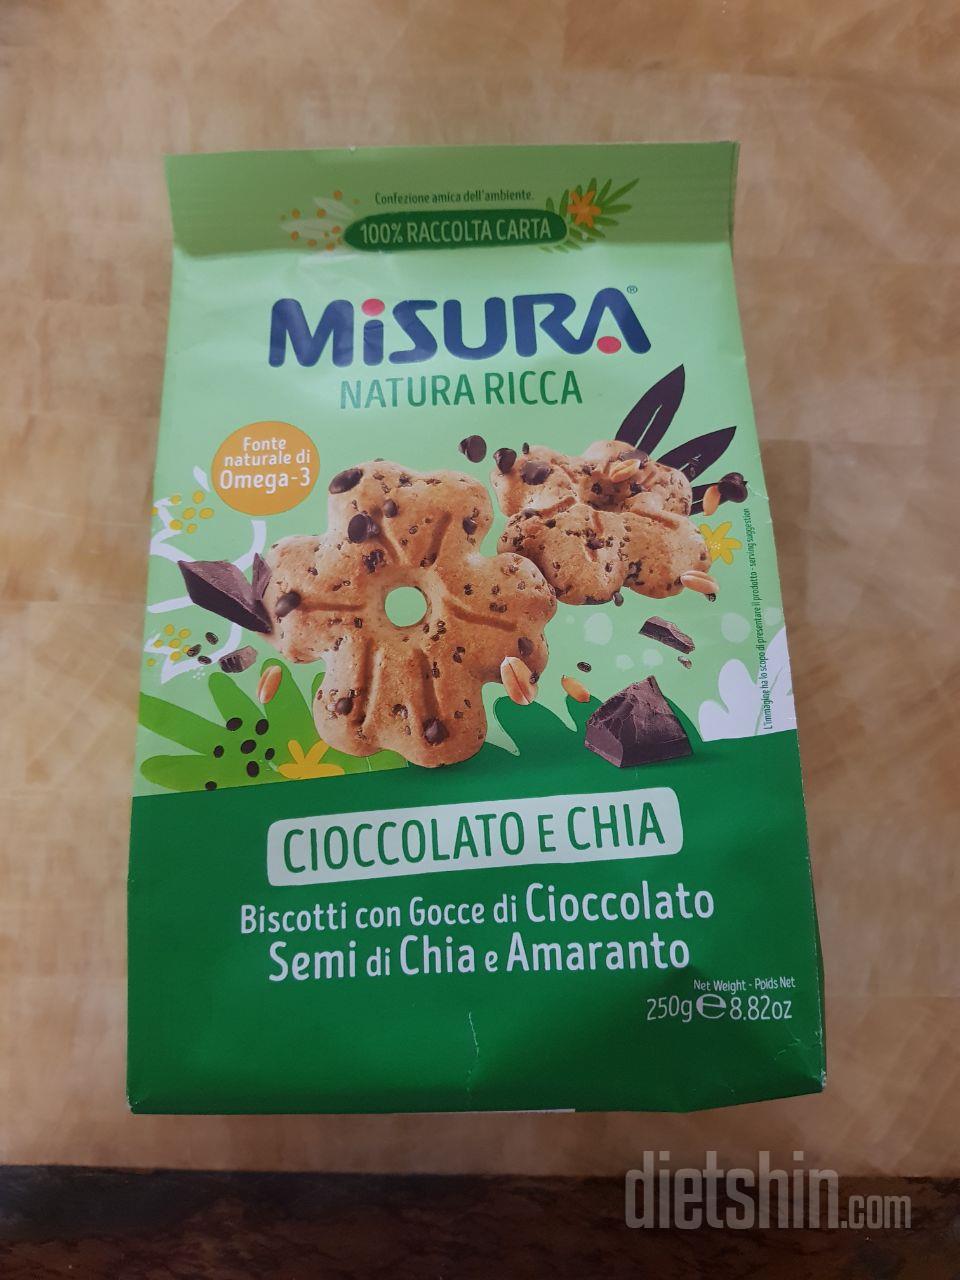 Confezione amica dell'ambiente.
100% RACCOLTA CARTA
MiSURA®
NATURA RICCA
Fonte
naturale di
Omega-3
L'immagine ha lo scopo di presentare il prodotto - serving suggestion
CIOCCOLATO E CHIA
Biscotti con Gocce di Cioccolato
Semi di Chia e Amaranto
Net Weight - Poids Net
250g e 8.82oz
dietshin.com